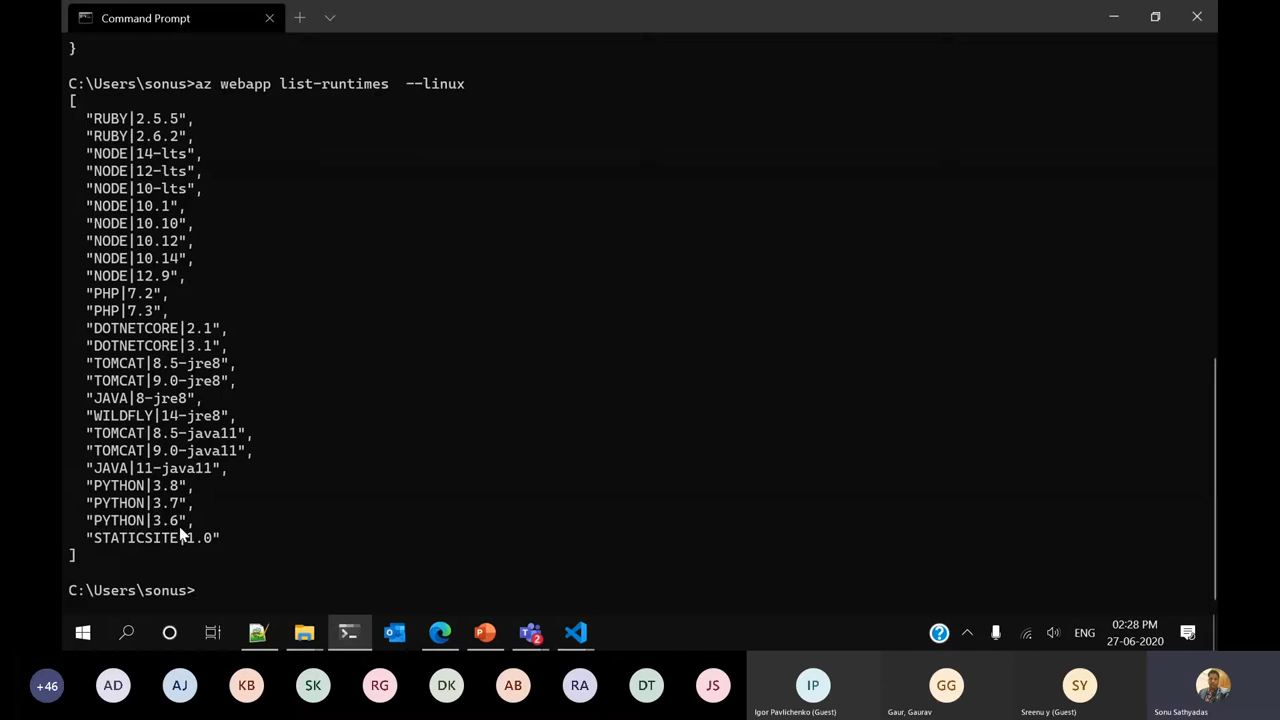 Command Prompt
}
C:\Users\sonus>az webapp list-runtimes  --linux
[
"RUBY|2.5.5",
"RUBY|2.6.2",
"NODE|14-lts",
"NODE|12-lts",
"NODE|10-lts",
"NODE|10.1",
"NODE|10.10",
"NODE|10.12",
"NODE|10.14",
"NODE|12.9",
"PHP|7.2",
"PHP|7.3",
"DOTNETCORE|2.1",
"DOTNETCORE|3.1",
"TOMCAT|8.5-jre8",
"TOMCAT|9.0-jre8",
"JAVA|8-jre8",
"WILDFLY|14-jre8",
"TOMCAT|8.5-java11",
"TOMCAT|9.0-java11",
"JAVA|11-java11",
"PYTHON|3.8",
"PYTHON|3.7",
"PYTHON|3.6",
"STATICSITE|1.0"
]
C:\Users\sonus>
2
ENG
02:28 PM
27-06-2020
+46
AD
AJ
KB
SK
RG
DK
AB
RA
DT
JS
IP
GG
SY
Igor Pavlichenko (Guest)
Gaur, Gaurav
Sreenu y (Guest)
Sonu Sathyadas